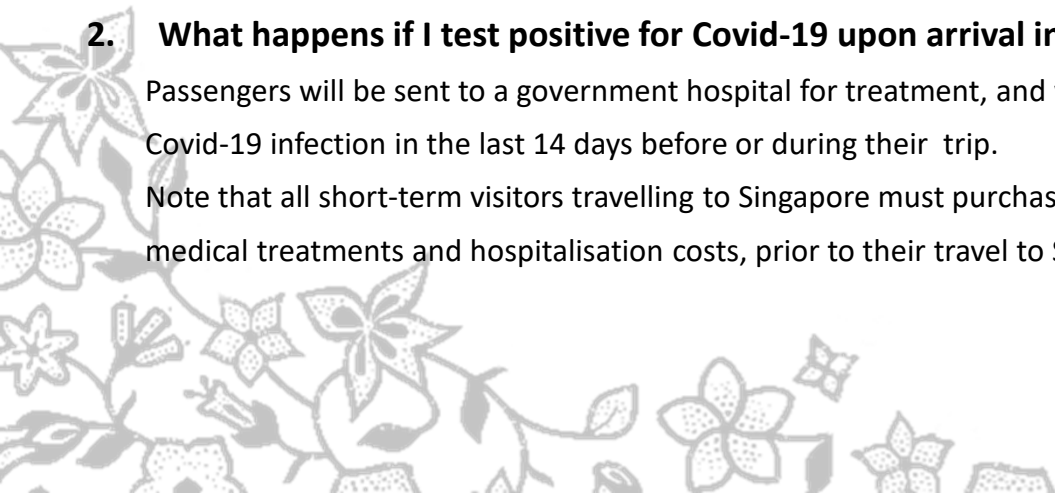 2. What happens if I test positive for Covid-19 upon arrival in
Passengers will be sent to a government hospital for treatment, and
Covid-19 infection in the last 14 days before or during their trip.
Note that all short-term visitors travelling to Singapore must purchas
medical treatments and hospitalisation costs, prior to their travel to